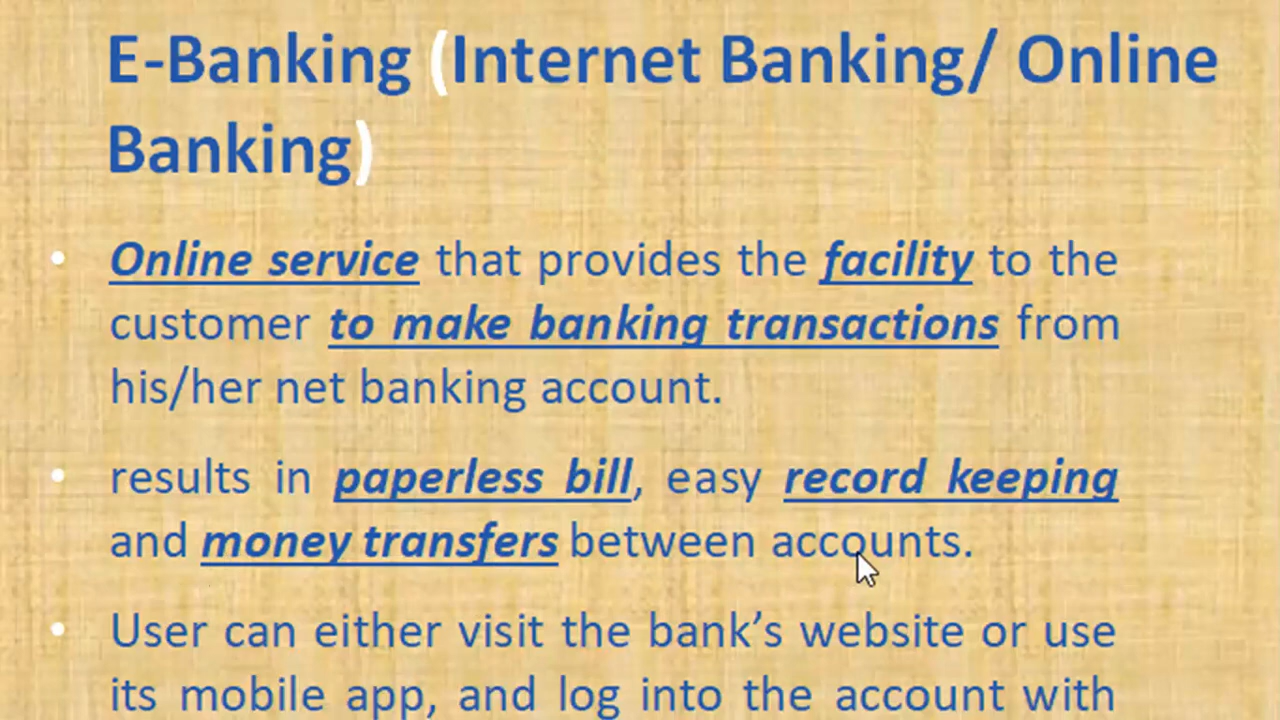 E-Banking (Internet Banking/ Online
Banking)
• Online service that provides the facility to the
customer to make banking transactions from
his/her net banking account.
• results in paperless bill, easy record keeping
and money transfers between accounts.
• User can either visit the bank’s website or use
its mobile app, and log into the account with